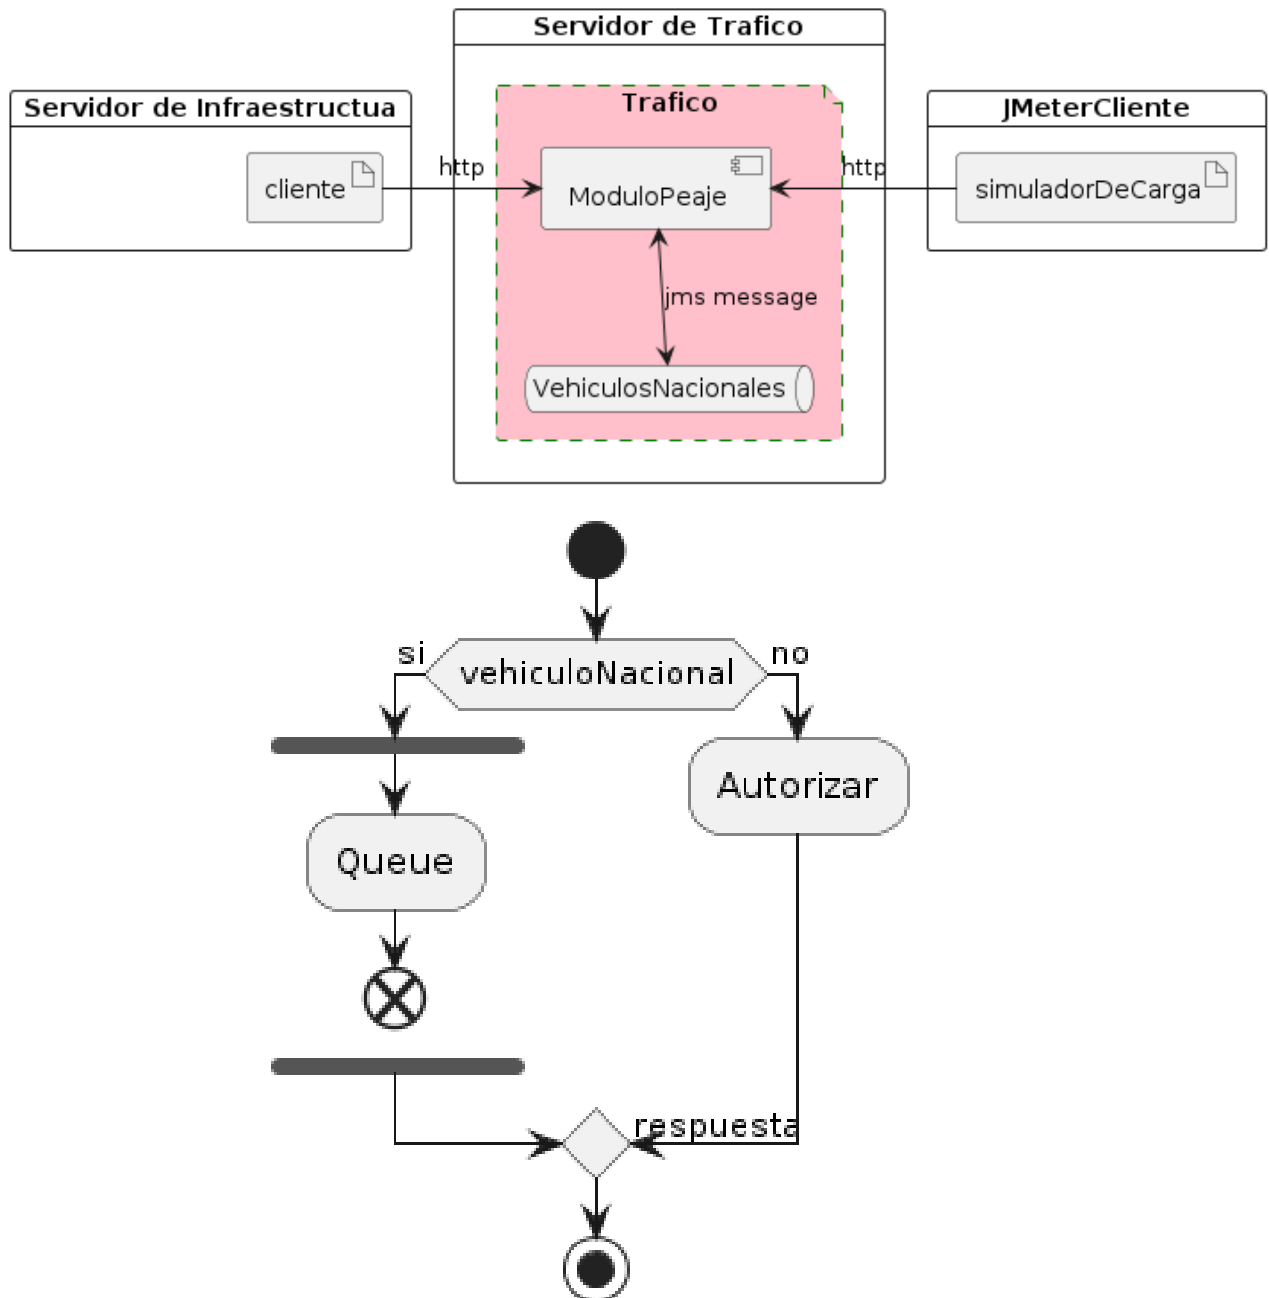 Servidor de Trafico
Servidor de Infraestructua
Trafico
JMeterCliente
http
http
cliente
ModuloPeaje
simuladorDeCarga
jms message
VehiculosNacionales
si
no
vehiculoNacional
Autorizar
Queue
respuesta